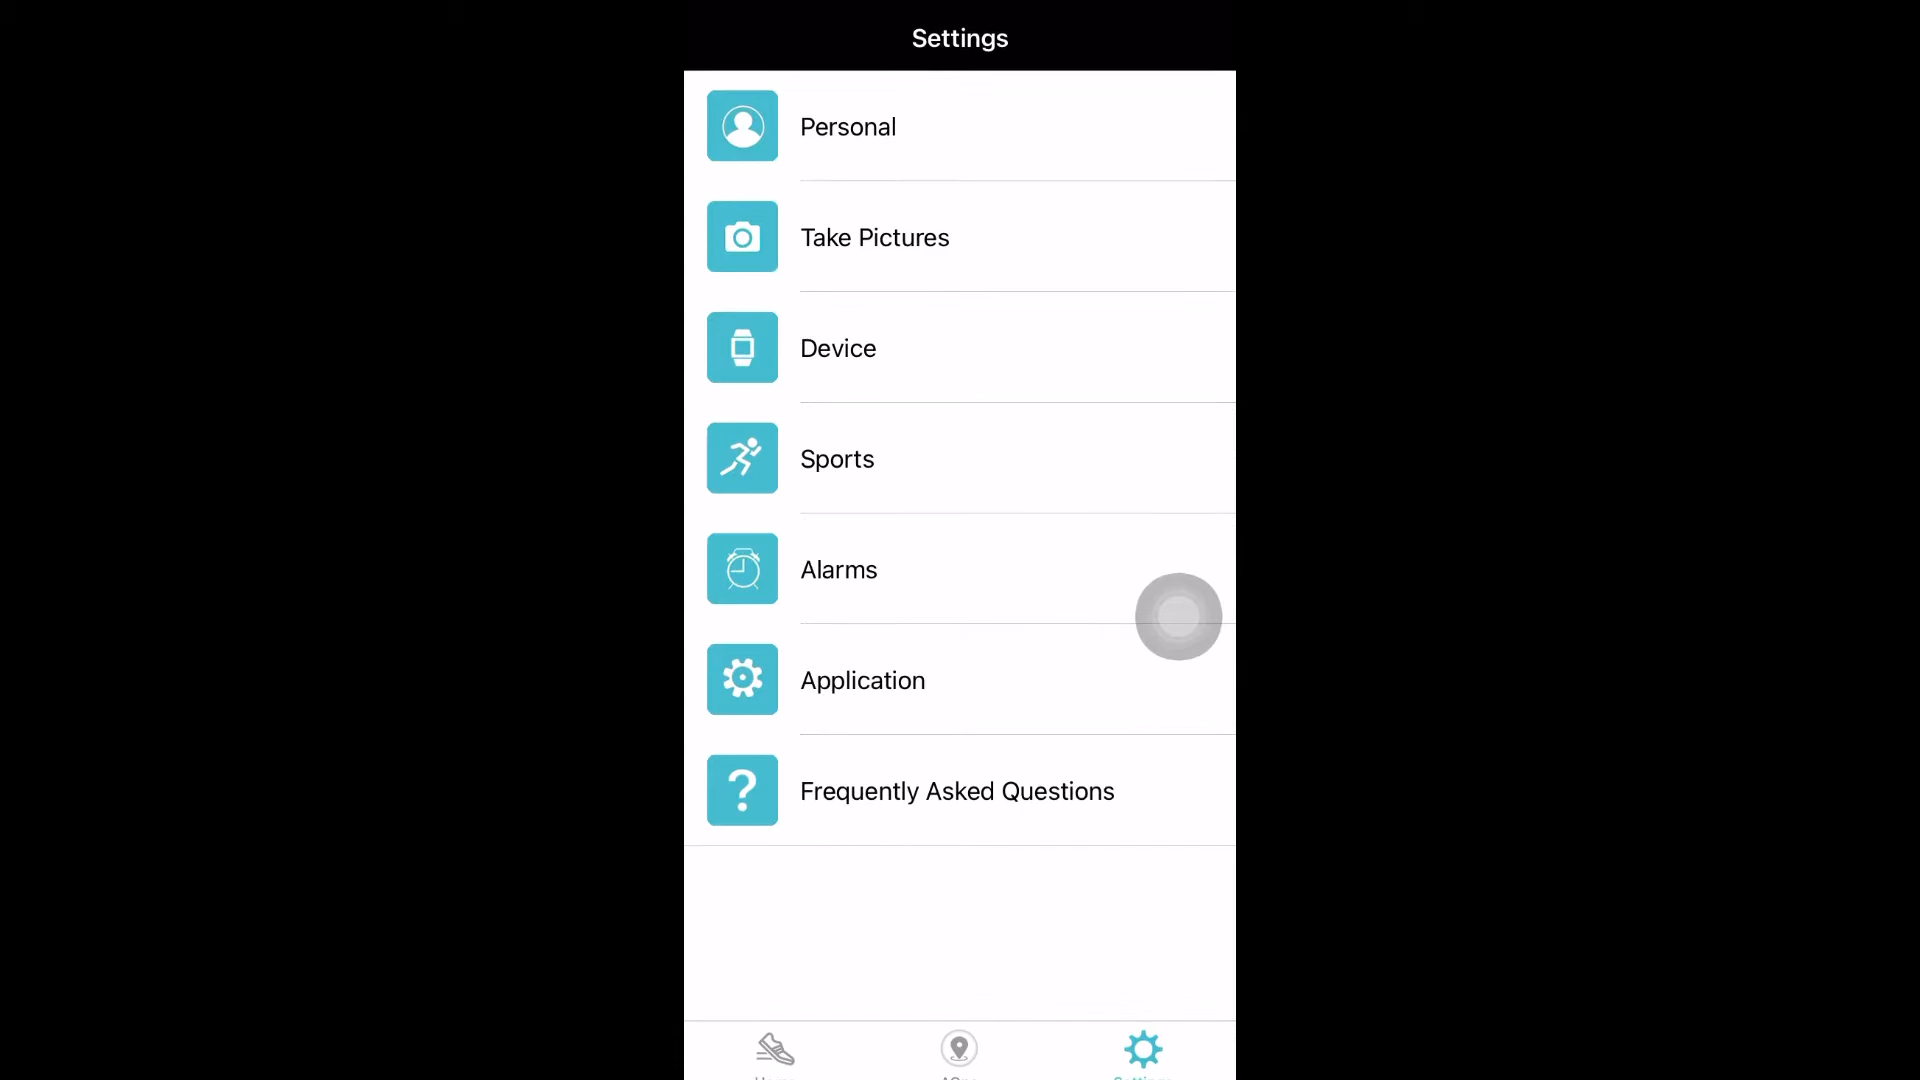 Settings
Personal
Take Pictures
Device
Sports
Alarms
Application
Frequently Asked Questions